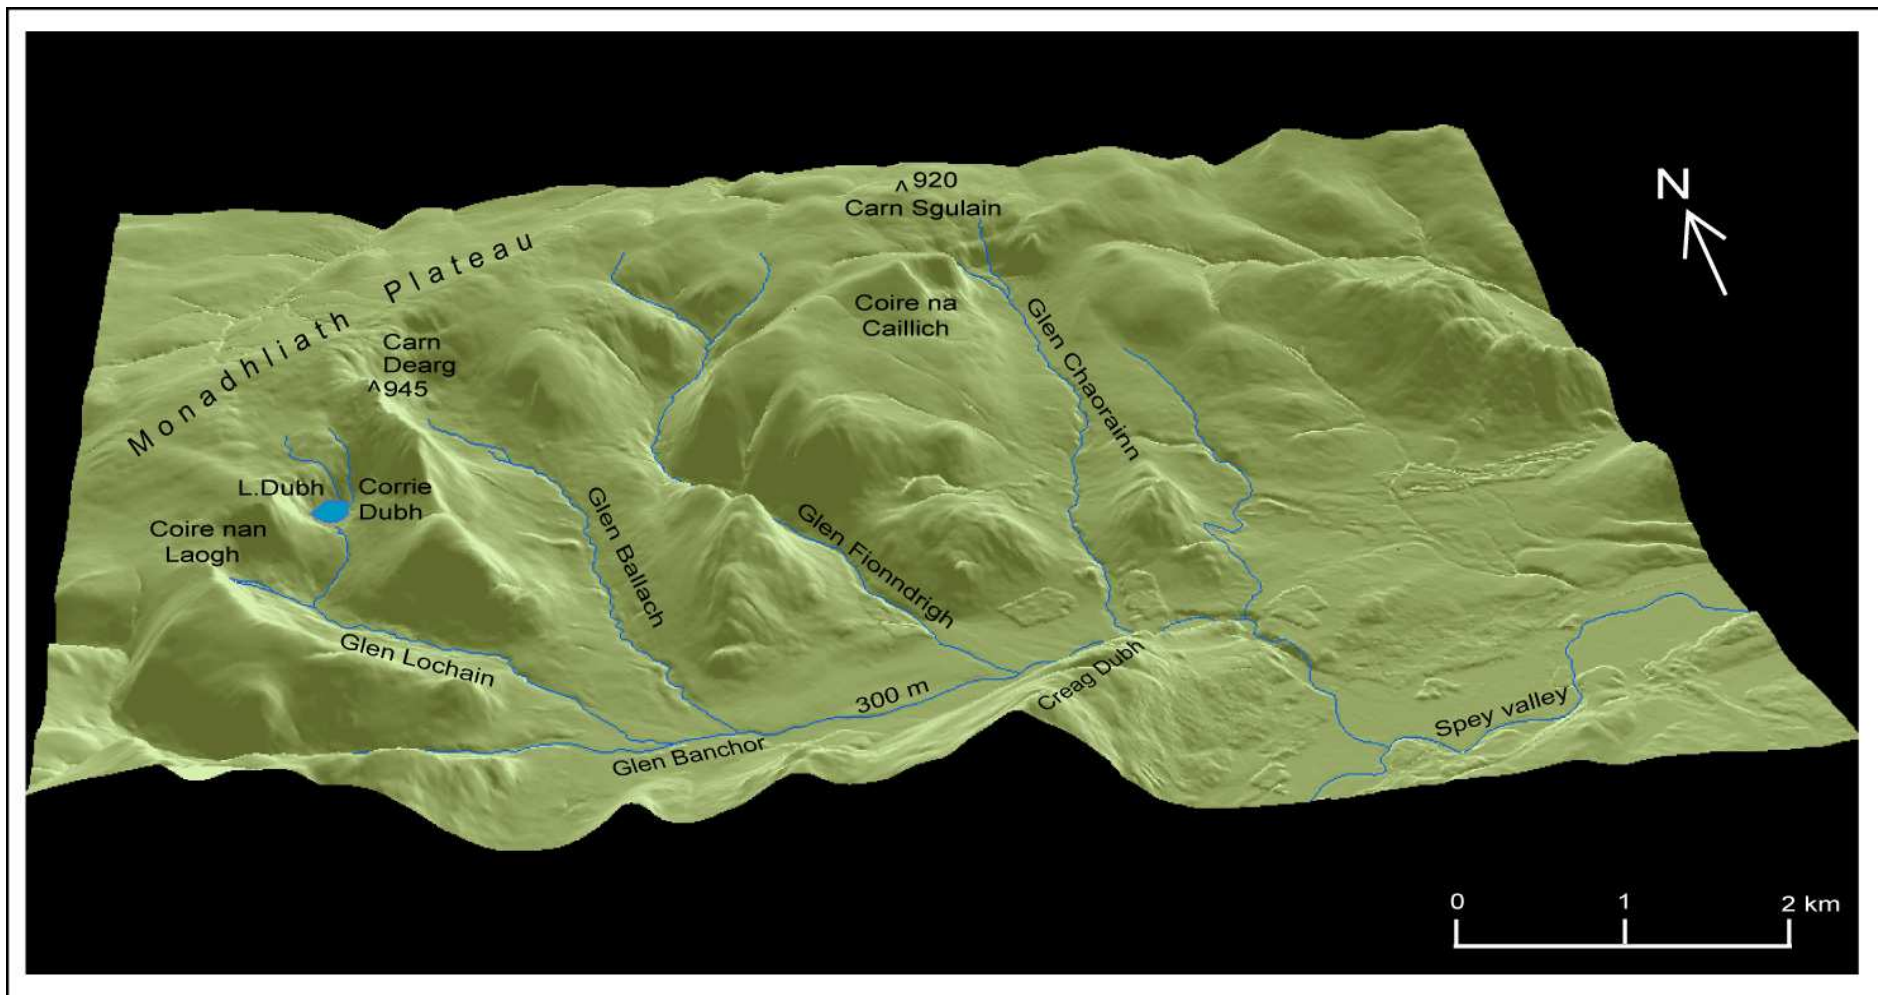 ^ 920
Carn Sgulain
N
Monadhliath Plateau
Coire na
Caillich
Glen Chaorainn
Carn
Dearg
^945
L.Dubh
Corrie
Dubh
Coire nan
Laogh
Glen Ballach
Glen Fionndrigh
Glen Lochain
300 m
Creag Dubh
Spey valley
Glen Banchor
0 1 2 km